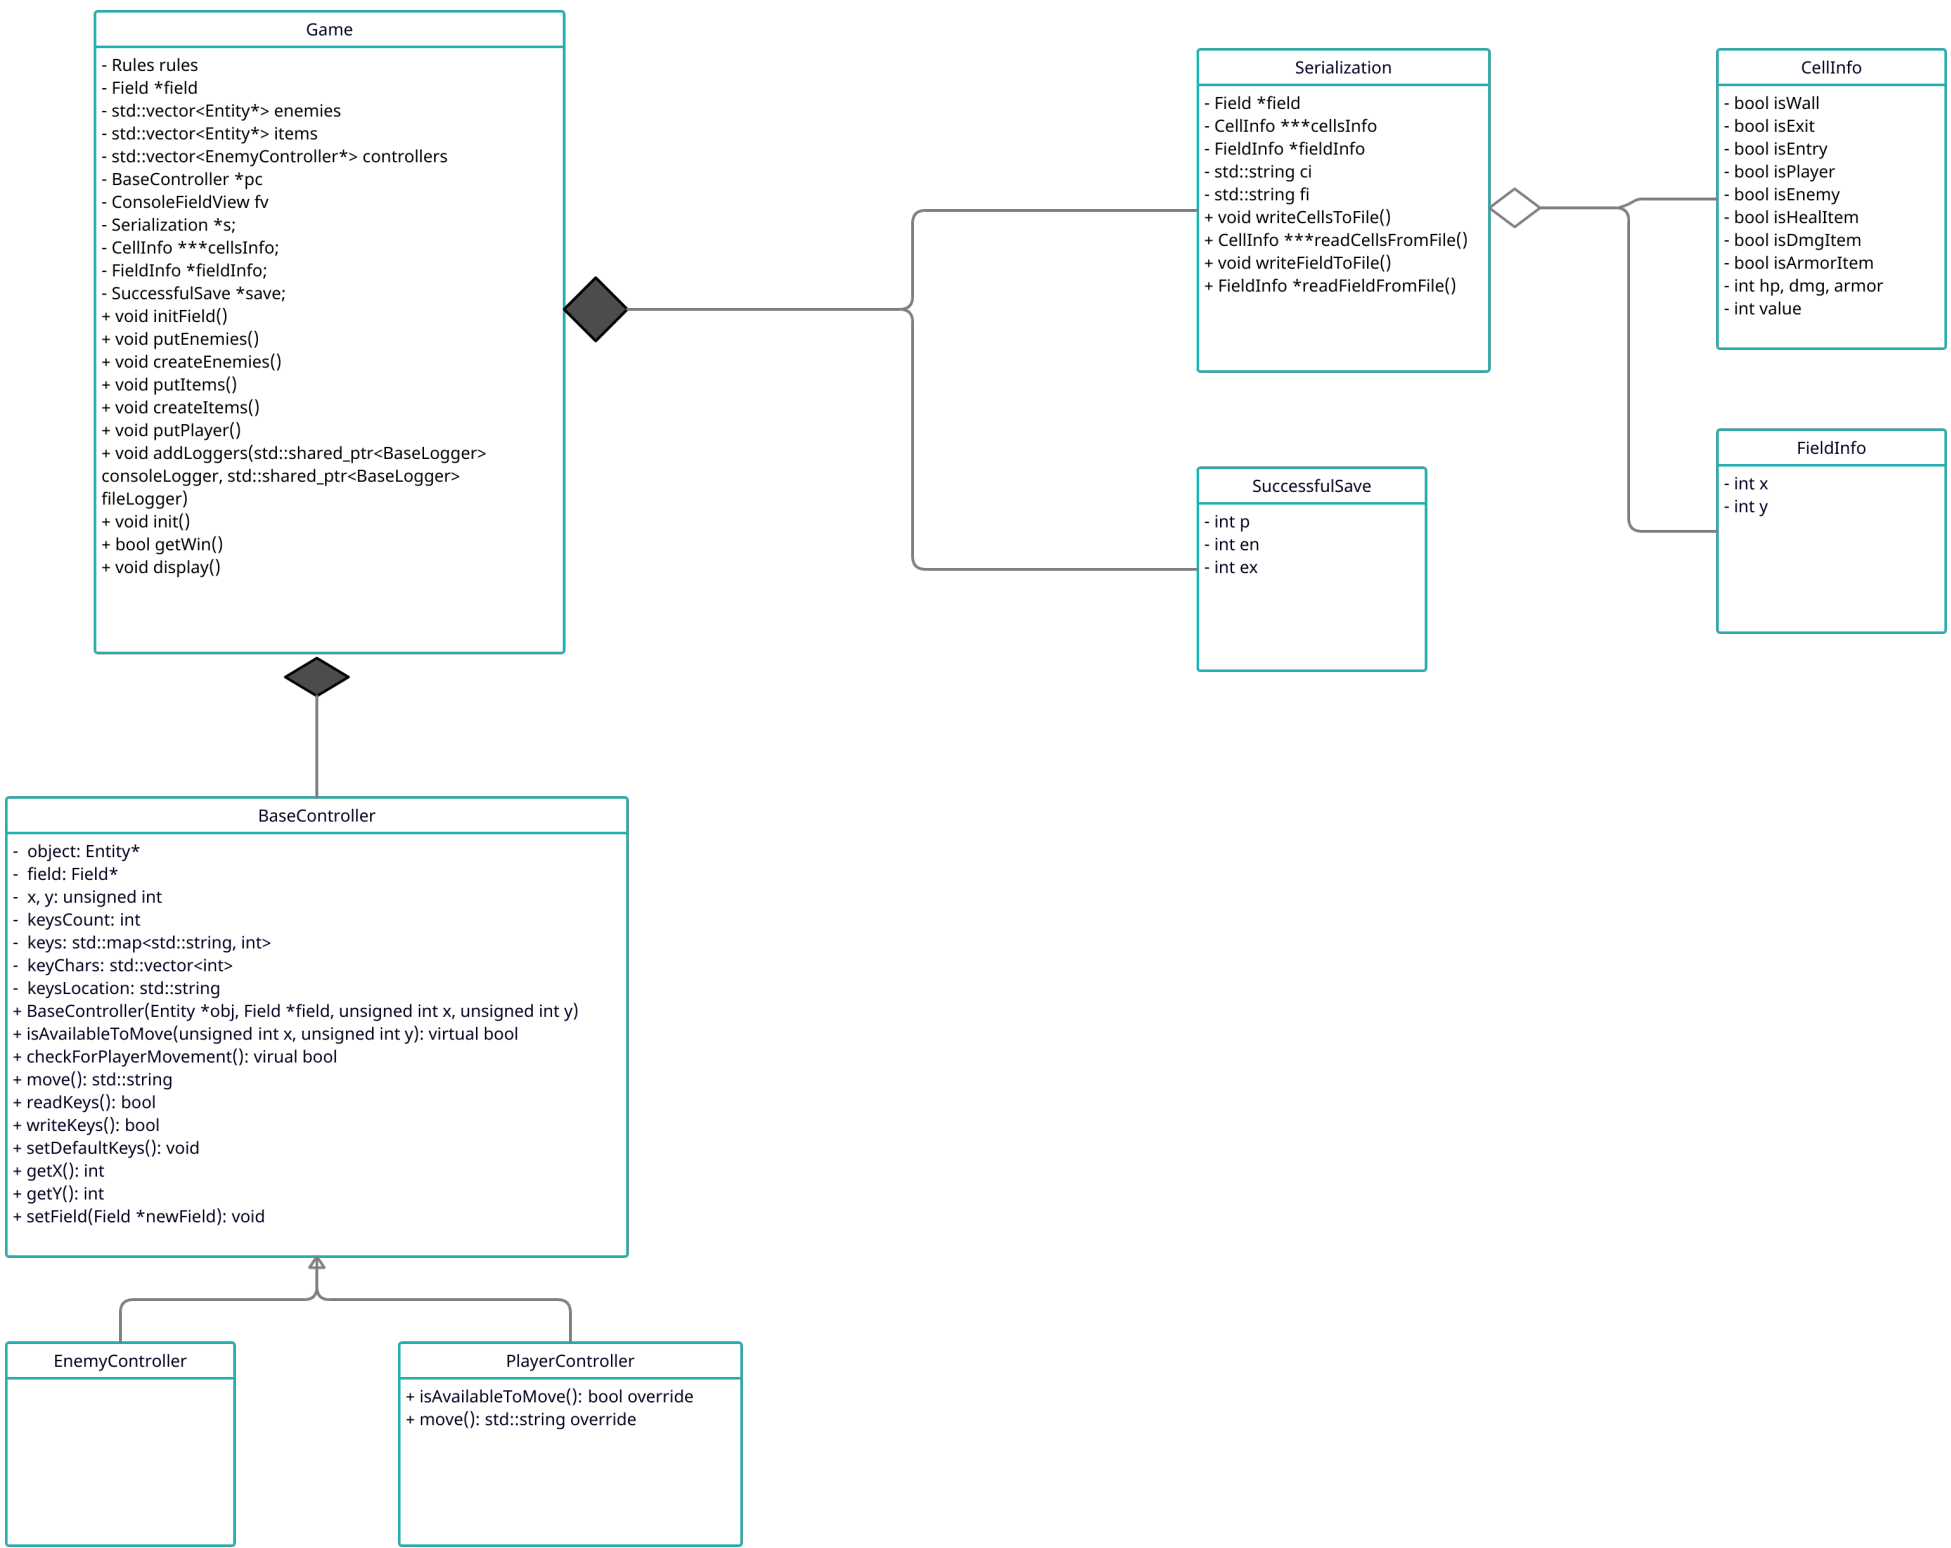 Game
- Rules rules
- Field *field
- std::vector<Entity*> enemies
- std::vector<Entity*> items
- std::vector<EnemyController*> controllers
- BaseController *pc
- ConsoleFieldView fv
- Serialization *s;
- CellInfo ***cellsInfo;
- FieldInfo *fieldInfo;
- SuccessfulSave *save;
+ void initField()
+ void putEnemies()
+ void createEnemies()
+ void putItems()
+ void createItems()
+ void putPlayer()
+ void addLoggers(std::shared_ptr<BaseLogger>
consoleLogger, std::shared_ptr<BaseLogger>
fileLogger)
+ void init()
+ bool getWin()
+ void display()
Serialization
- Field *field
- CellInfo ***cellsInfo
- FieldInfo *fieldInfo
- std::string ci
- std::string fi
+ void writeCellsToFile()
+ CellInfo ***readCellsFromFile()
+ void writeFieldToFile()
+ FieldInfo *readFieldFromFile()
CellInfo
- bool isWall
- bool isExit
- bool isEntry
- bool isPlayer
- bool isEnemy
- bool isHealItem
- bool isDmgItem
- bool isArmorItem
- int hp, dmg, armor
- int value
SuccessfulSave
- int p
- int en
- int ex
FieldInfo
- int x
- int y
BaseController
- object: Entity*
- field: Field*
- x, y: unsigned int
- keysCount: int
- keys: std::map<std::string, int>
- keyChars: std::vector<int>
- keysLocation: std::string
+ BaseController(Entity *obj, Field *field, unsigned int x, unsigned int y)
+ isAvailableToMove(unsigned int x, unsigned int y): virtual bool
+ checkForPlayerMovement(): virual bool
+ move(): std::string
+ readKeys(): bool
+ writeKeys(): bool
+ setDefaultKeys(): void
+ getX(): int
+ getY(): int
+ setField(Field *newField): void
EnemyController
PlayerController
+ isAvailableToMove(): bool override
+ move(): std::string override